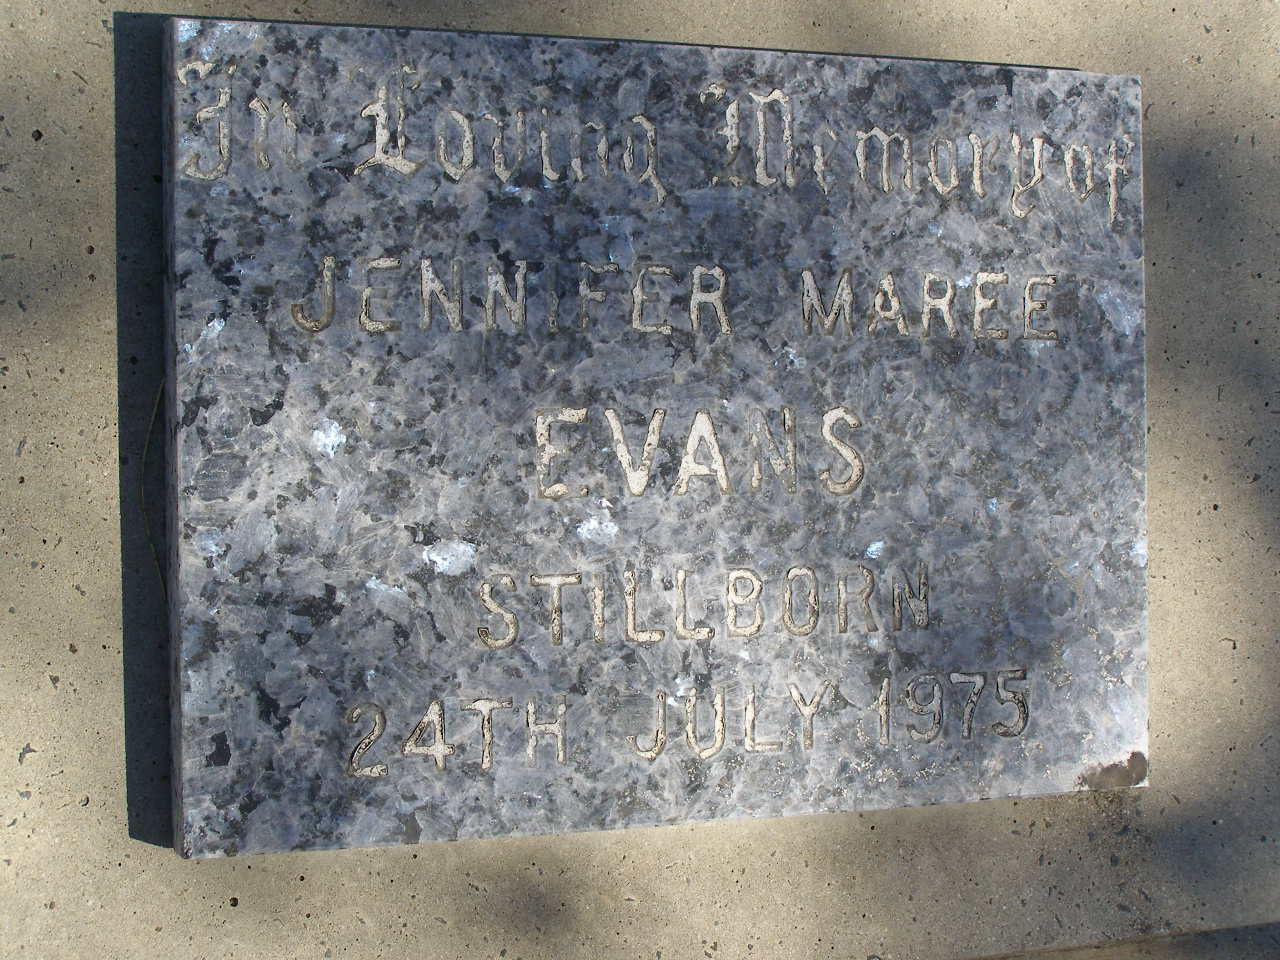 In Loving Memory of
JENNIFER MAREE
EVANS
STILLBORN
24TH JULY 1975